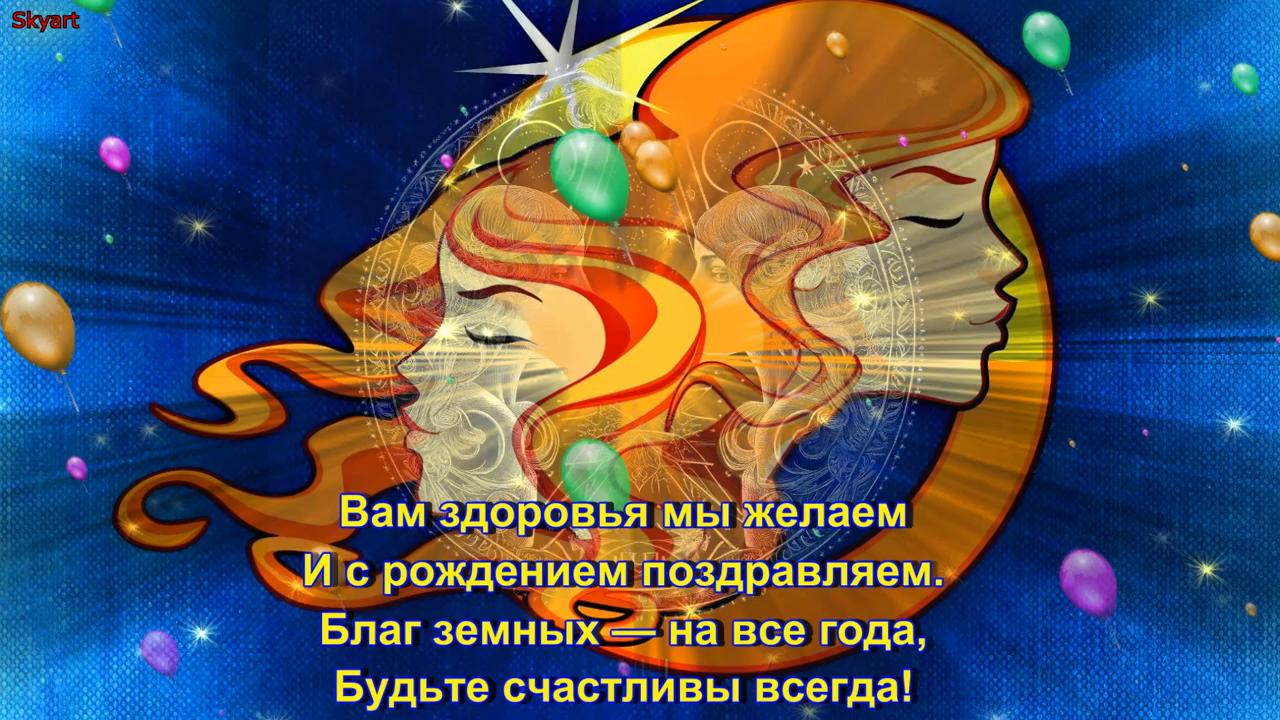 Skyart
Вам здоровья мы желаем
И с рождением поздравляем.
Благ земных — на все года,
Будьте счастливы всегда!